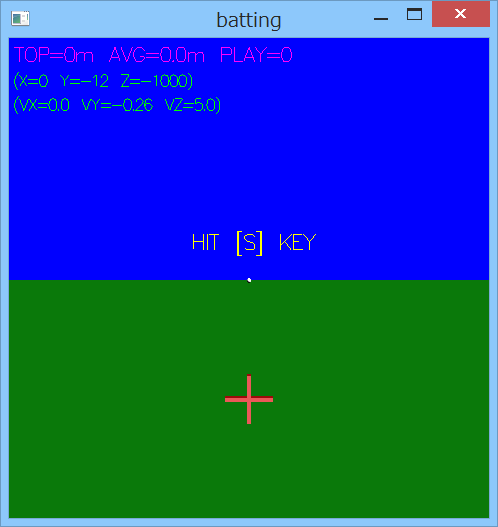 batting
TOP=0m AVG=0.0m PLAY=0
(X=0 Y=-12 Z=-1000)
(VX=0.0 VY=-0.26 VZ=5.0)
HIT [S] KEY